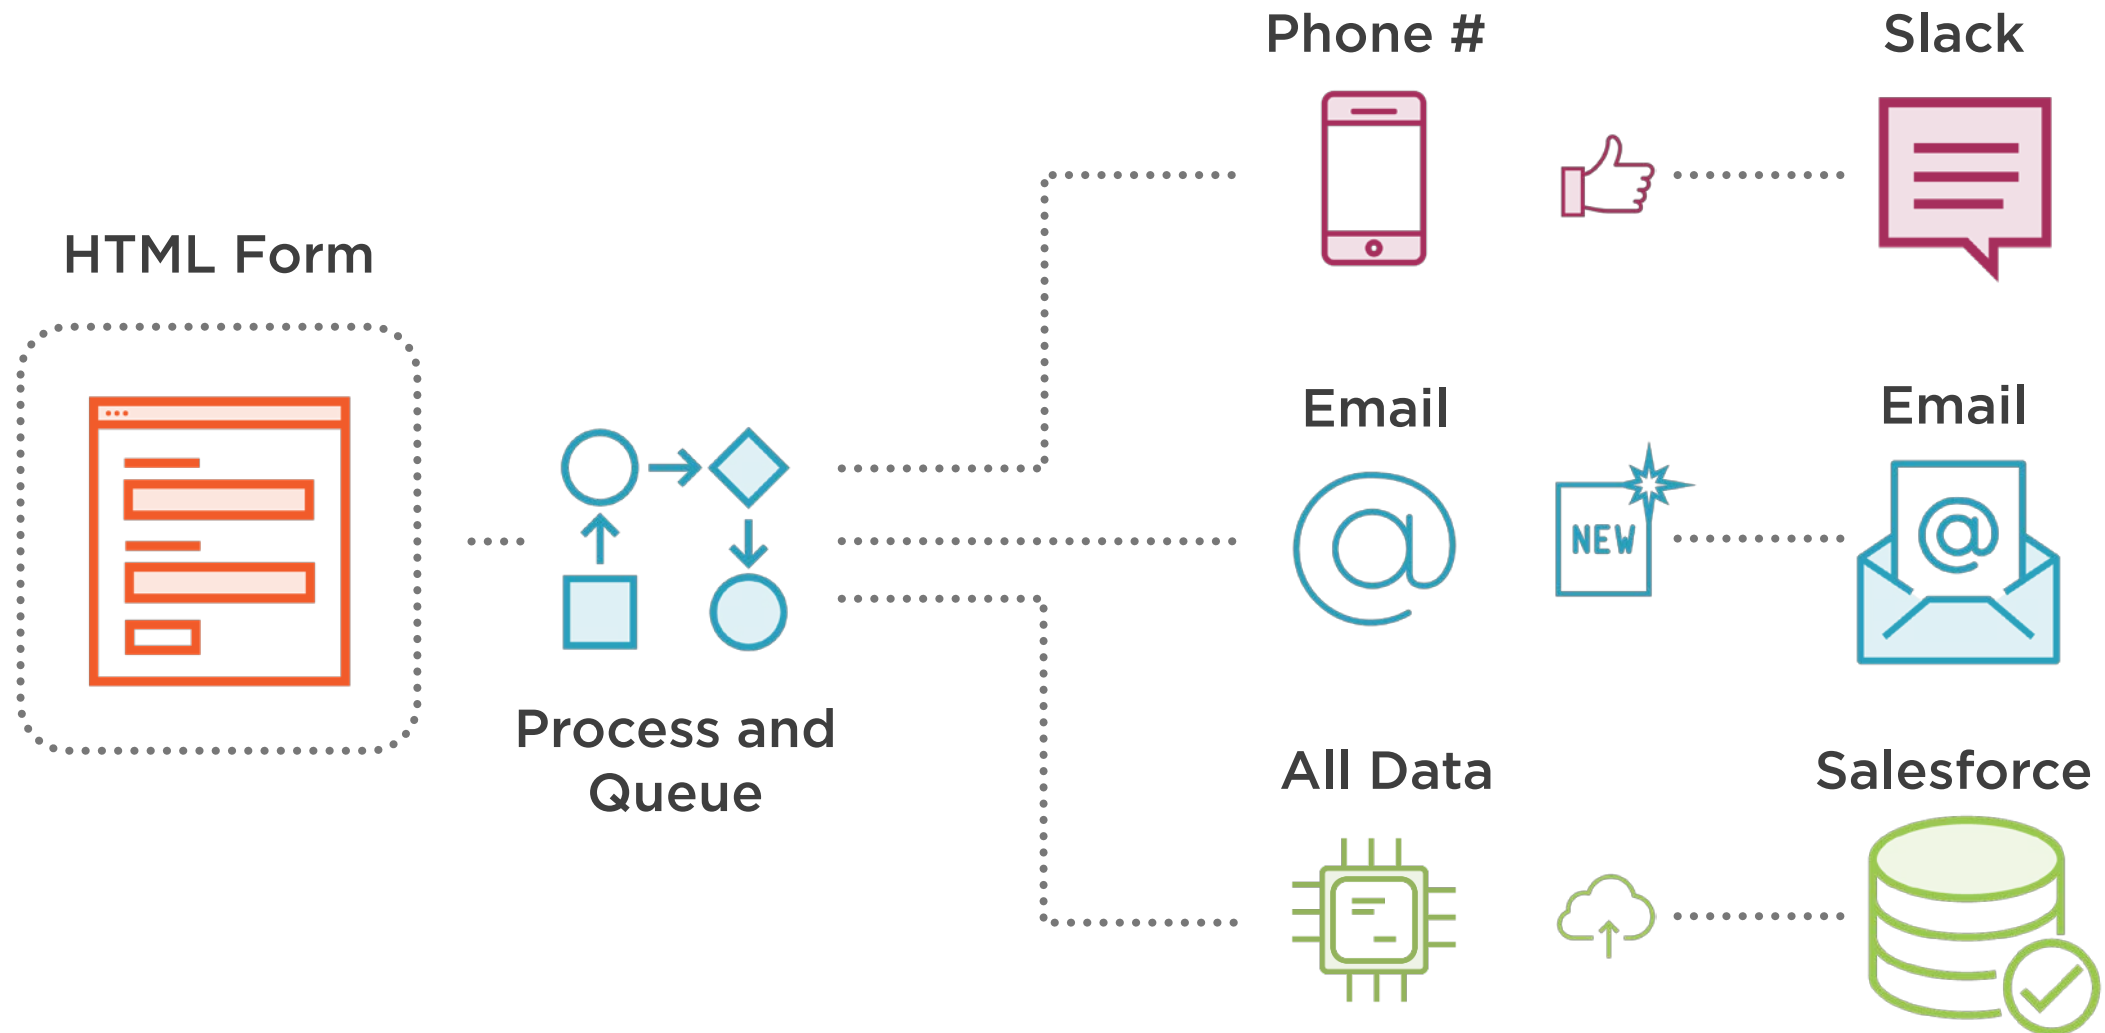 HTML Form
Process and
Queue
Phone #
Slack
Email
NEW
Email
All Data
Salesforce